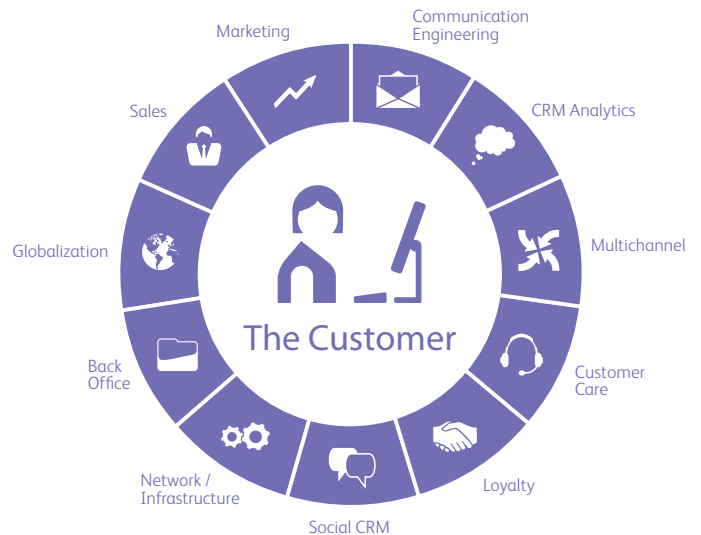 Communication
Engineering
Marketing
Sales
CRM Analytics
Globalization
Multichannel
The Customer
Back
Office
Customer
Care
Network /
Infrastructure
Loyalty
Social CRM